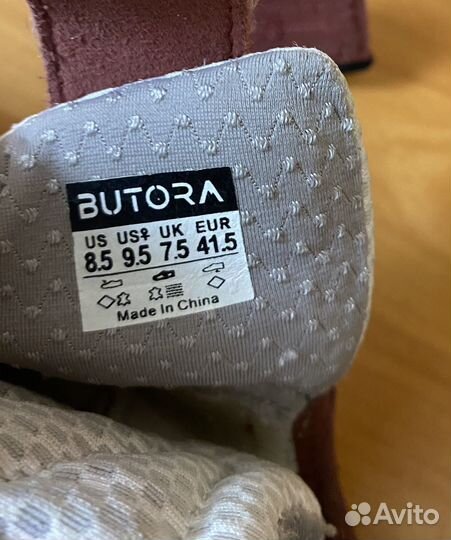 BUTORA
US US♀ UK EUR
8.5 9.5 7.5 41.5
Made In China
Avito